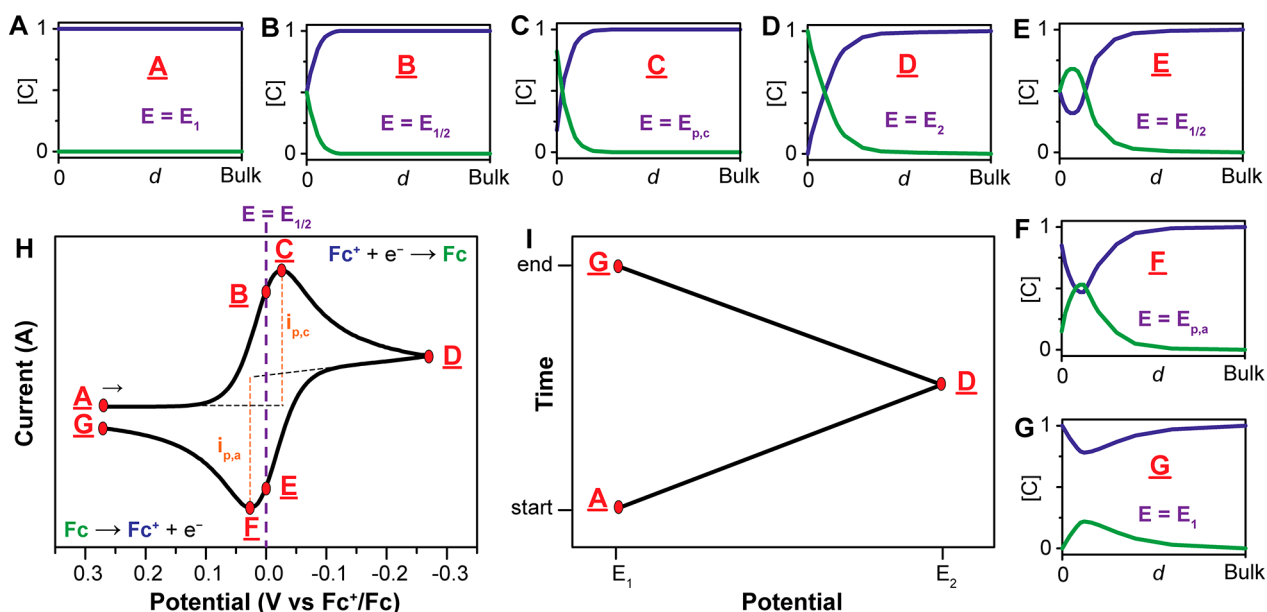 A
1
[C]
0
A
E = E1
0
d
Bulk
B
1
[C]
0
B
E = E1/2
0
d
Bulk
C
1
[C]
0
C
E = Ep,c
0
d
Bulk
D
1
[C]
0
D
E = E2
0
d
Bulk
E
1
[C]
0
E
E = E1/2
0
d
Bulk
E = E1/2
H
C
Fc+ + e− → Fc
B
ip,c
D
A →
G
ip,a
E
Fc → Fc+ + e−
F
Current (A)
0.3
0.2
0.1
0.0
-0.1
-0.2
-0.3
Potential (V vs Fc+/Fc)
I
end
G
Time
D
start
A
E1
E2
Potential
F
1
[C]
0
F
E = Ep,a
0
d
Bulk
G
1
[C]
0
G
E = E1
0
d
Bulk